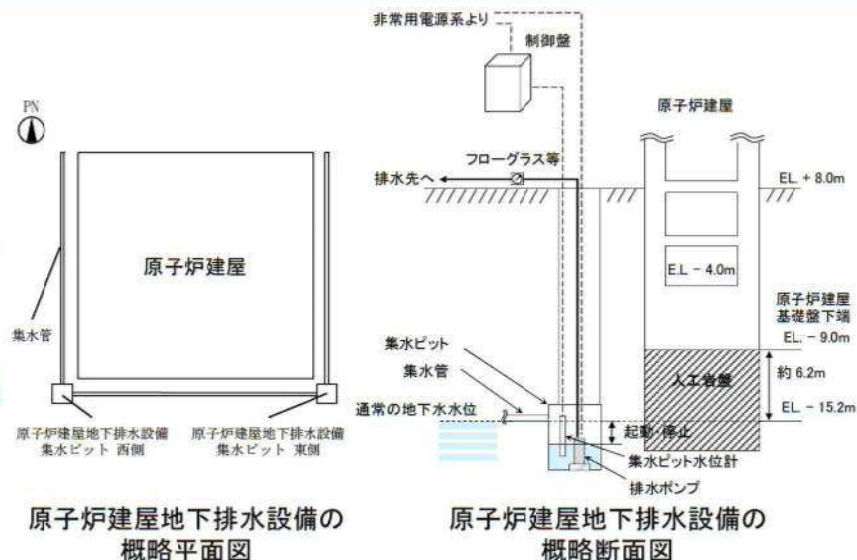 PN
原子炉建屋
集水管
原子炉建屋地下排水設備
集水ピット 西側
原子炉建屋地下排水設備
集水ピット 東側
原子炉建屋地下排水設備の
概略平面図
非常用電源系より
制御盤
原子炉建屋
フローグラス等
排水先へ
EL. + 8.0m
E.L - 4.0m
原子炉建屋
基礎盤下端
EL. - 9.0m
集水ピット
集水管
人工岩盤
約 6.2m
通常の地下水水位
EL - 15.2m
起動・停止
集水ピット水位計
排水ポンプ
原子炉建屋地下排水設備の
概略断面図